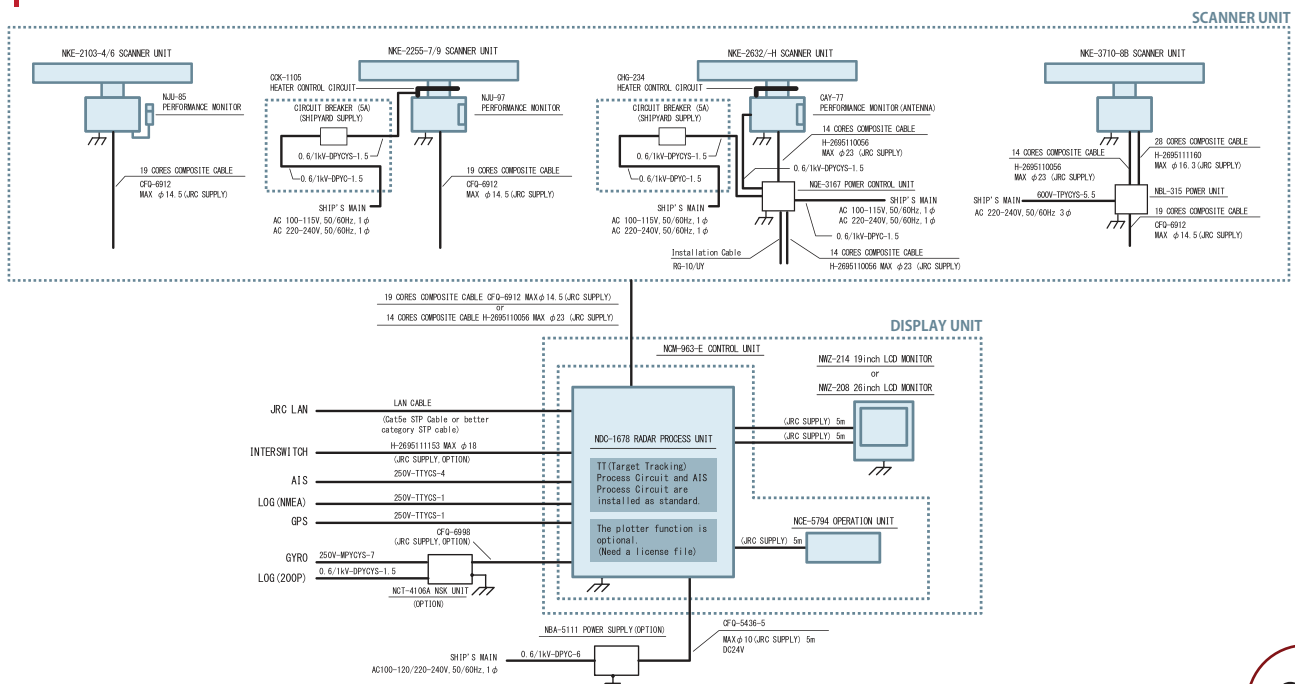 SCANNER UNIT
NKE-2103-4/6 SCANNER UNIT
NJU-85
PERFORMANCE MONITOR
19 CORES COMPOSITE CABLE
CFQ-6912
MAX φ14.5(JRC SUPPLY)
NKE-2255-7/9 SCANNER UNIT
CCK-1105
HEATER CONTROL CIRCUIT
CIRCUIT BREAKER (5A)
(SHIPYARD SUPPLY)
0.6/1kV-DPYCYS-1.5
0.6/1kV-DPYC-1.5
SHIP'S MAIN
AC 100-115V, 50/60Hz, 1φ
AC 220-240V, 50/60Hz, 1φ
NJU-97
PERFORMANCE MONITOR
19 CORES COMPOSITE CABLE
CFQ-6912
MAX φ14.5(JRC SUPPLY)
NKE-2632/-H SCANNER UNIT
CHG-234
HEATER CONTROL CIRCUIT
CIRCUIT BREAKER (5A)
(SHIPYARD SUPPLY)
0.6/1kV-DPYCYS-1.5
0.6/1kV-DPYC-1.5
SHIP'S MAIN
AC 100-115V, 50/60Hz, 1φ
AC 220-240V, 50/60Hz, 1φ
CAY-77
PERFORMANCE MONITOR(ANTENNA)
14 CORES COMPOSITE CABLE
H-2695110056
MAX φ23 (JRC SUPPLY)
0.6/1kV-DPYCYS-1.5
NQE-3167 POWER CONTROL UNIT
SHIP'S MAIN
AC 100-115V, 50/60Hz, 1φ
AC 220-240V, 50/60Hz, 1φ
0.6/1kV-DPYC-1.5
Installation Cable
RG-10/UY
14 CORES COMPOSITE CABLE
H-2695110056 MAX φ23 (JRC SUPPLY)
NKE-3710-8B SCANNER UNIT
14 CORES COMPOSITE CABLE
H-2695110056
MAX φ23 (JRC SUPPLY)
28 CORES COMPOSITE CABLE
H-2695111160
MAX φ16.3(JRC SUPPLY)
SHIP'S MAIN
600V-TPYCYS-5.5
AC 220-240V, 50/60Hz 3φ
NBL-315 POWER UNIT
19 CORES COMPOSITE CABLE
CFQ-6912
MAX φ14.5(JRC SUPPLY)
19 CORES COMPOSITE CABLE CFQ-6912 MAXφ14.5(JRC SUPPLY)
or
14 CORES COMPOSITE CABLE H-2695110056 MAX φ23 (JRC SUPPLY)
DISPLAY UNIT
NCM-963-E CONTROL UNIT
NWZ-214 19inch LCD MONITOR
or
NWZ-208 26inch LCD MONITOR
JRC LAN
LAN CABLE
(Cat5e STP Cable or better
category STP cable)
INTERSWITCH
H-2695111153 MAX φ18
(JRC SUPPLY,OPTION)
AIS
250V-TTYCS-4
LOG(NMEA)
250V-TTYCS-1
GPS
250V-TTYCS-1
CFQ-6998
(JRC SUPPLY,OPTION)
GYRO
250V-MPYCYS-7
LOG(200P)
0.6/1kV-DPYCYS-1.5
NCT-4106A NSK UNIT
(OPTION)
NDC-1678 RADAR PROCESS UNIT
TT(Target Tracking)
Process Circuit and AIS
Process Circuit are
installed as standard.
The plotter function is
optional.
(Need a license file)
(JRC SUPPLY) 5m
(JRC SUPPLY) 5m
NCE-5794 OPERATION UNIT
(JRC SUPPLY) 5m
NBA-5111 POWER SUPPLY(OPTION)
CFQ-5436-5
MAXφ10(JRC SUPPLY) 5m
DC24V
SHIP'S MAIN
0.6/1kV-DPYC-6
AC100-120/220-240V, 50/60Hz, 1φ